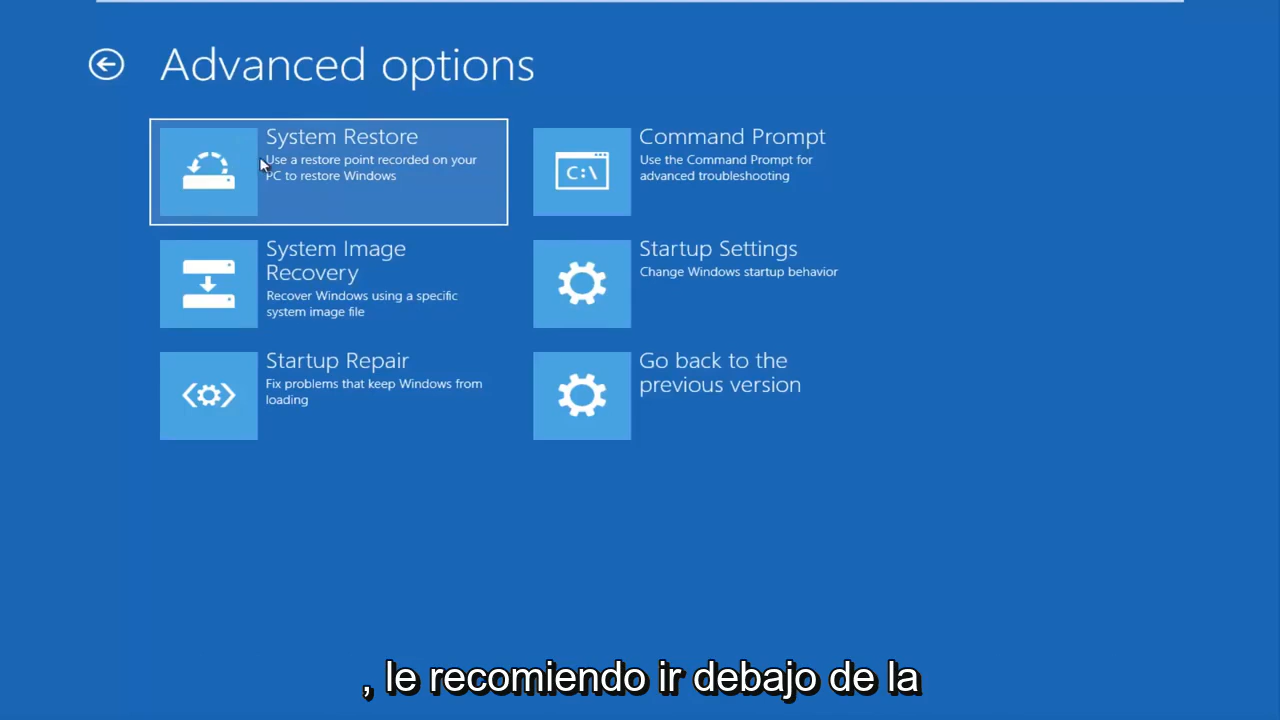 Advanced options
System Restore
Use a restore point recorded on your
PC to restore Windows
Command Prompt
Use the Command Prompt for
advanced troubleshooting
C:\
System Image
Recovery
Recover Windows using a specific
system image file
Startup Settings
Change Windows startup behavior
Startup Repair
Fix problems that keep Windows from
loading
Go back to the
previous version
, le recomiendo ir debajo de la